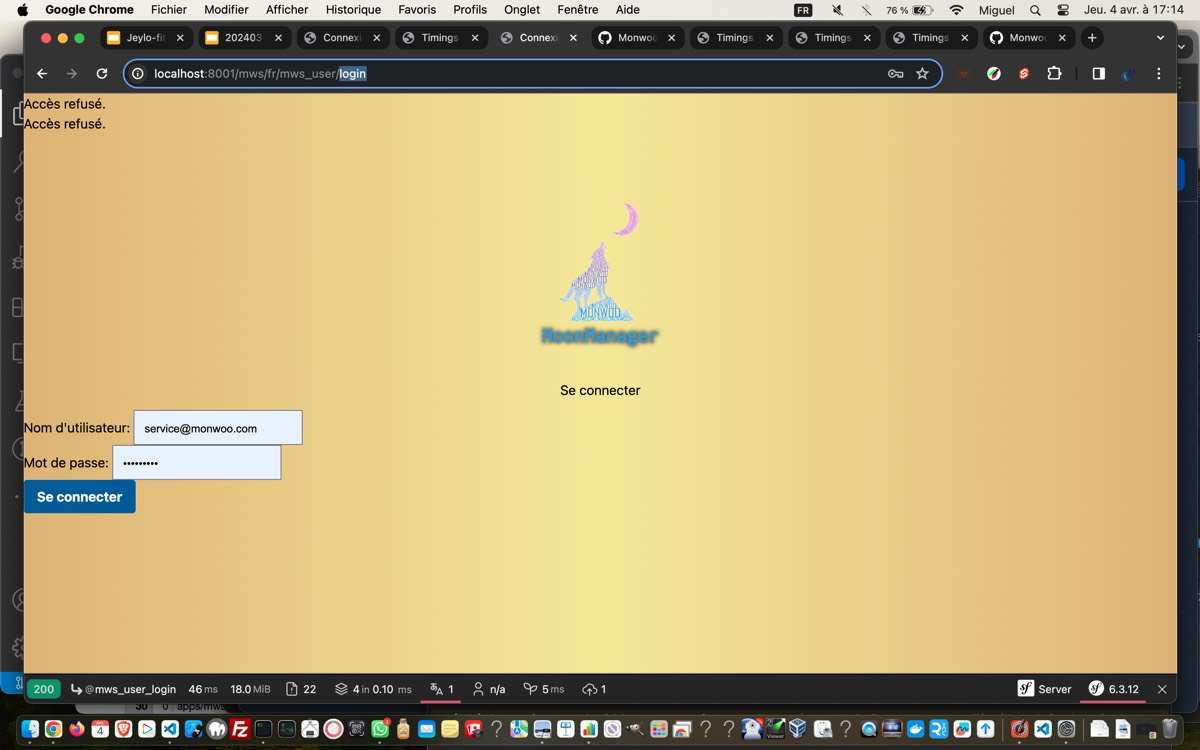 Google Chrome Fichier Modifier Afficher Historique Favoris Profils Onglet Fenêtre Aide FR 76 % Miguel Jeu. 4 avr. à 17:14
Jeylo-fi 202403 Connexi Timings Connexi Monwoo Timings Timings Timings Monwoo
localhost:8001/mws/fr/mws_user/login
Accès refusé.
Accès refusé.
MONWOO
MONWOO
MoonManager
Se connecter
Nom d'utilisateur: service@monwoo.com
Mot de passe: •••••••••
Se connecter
200 @mws_user_login 46 ms 18.0 MiB 22 4 in 0.10 ms 1 n/a 5 ms 1 Server 6.3.12
30 0 apps/mws